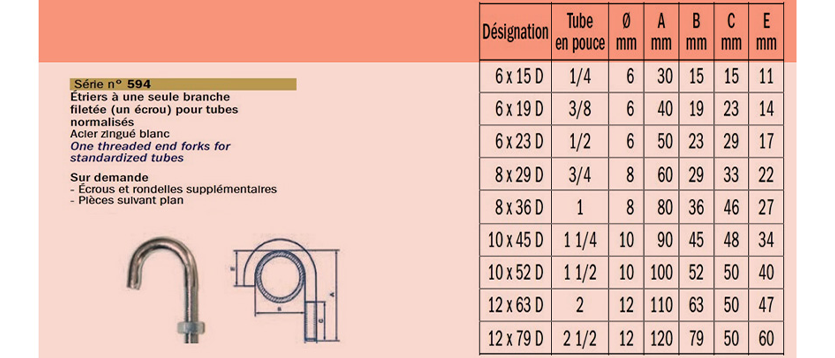 Série n° 594
Étriers à une seule branche
filetée (un écrou) pour tubes
normalisés
Acier zingué blanc
One threaded end forks for
standardized tubes
Sur demande
- Écrous et rondelles supplémentaires
- Pièces suivant plan
E
B
C
A
Désignation Tube en pouce Ø mm A mm B mm C mm E mm
6 x 15 D 1/4 6 30 15 15 11
6 x 19 D 3/8 6 40 19 23 14
6 x 23 D 1/2 6 50 23 29 17
8 x 29 D 3/4 8 60 29 33 22
8 x 36 D 1 8 80 36 46 27
10 x 45 D 1 1/4 10 90 45 48 34
10 x 52 D 1 1/2 10 100 52 50 40
12 x 63 D 2 12 110 63 50 47
12 x 79 D 2 1/2 12 120 79 50 60